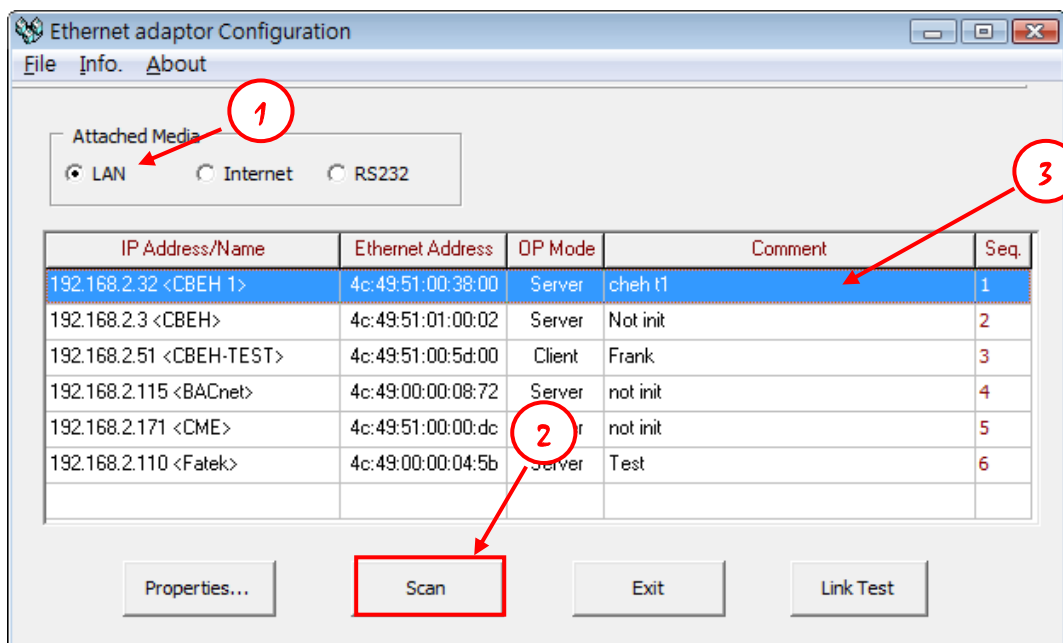 Ethernet adaptor Configuration
File Info. About
1
Attached Media
LAN Internet RS232
3
IP Address/Name Ethernet Address OP Mode Comment Seq.
192.168.2.32 <CBEH 1> 4c:49:51:00:38:00 Server cheh t1 1
192.168.2.3 <CBEH> 4c:49:51:01:00:02 Server Not init 2
192.168.2.51 <CBEH-TEST> 4c:49:51:00:5d:00 Client Frank 3
192.168.2.115 <BACnet> 4c:49:00:00:08:72 Server not init 4
192.168.2.171 <CME> 4c:49:51:00:00:dc not init 5
2
192.168.2.110 <Fatek> 4c:49:00:00:04:5b Server Test 6
Properties... Scan Exit Link Test